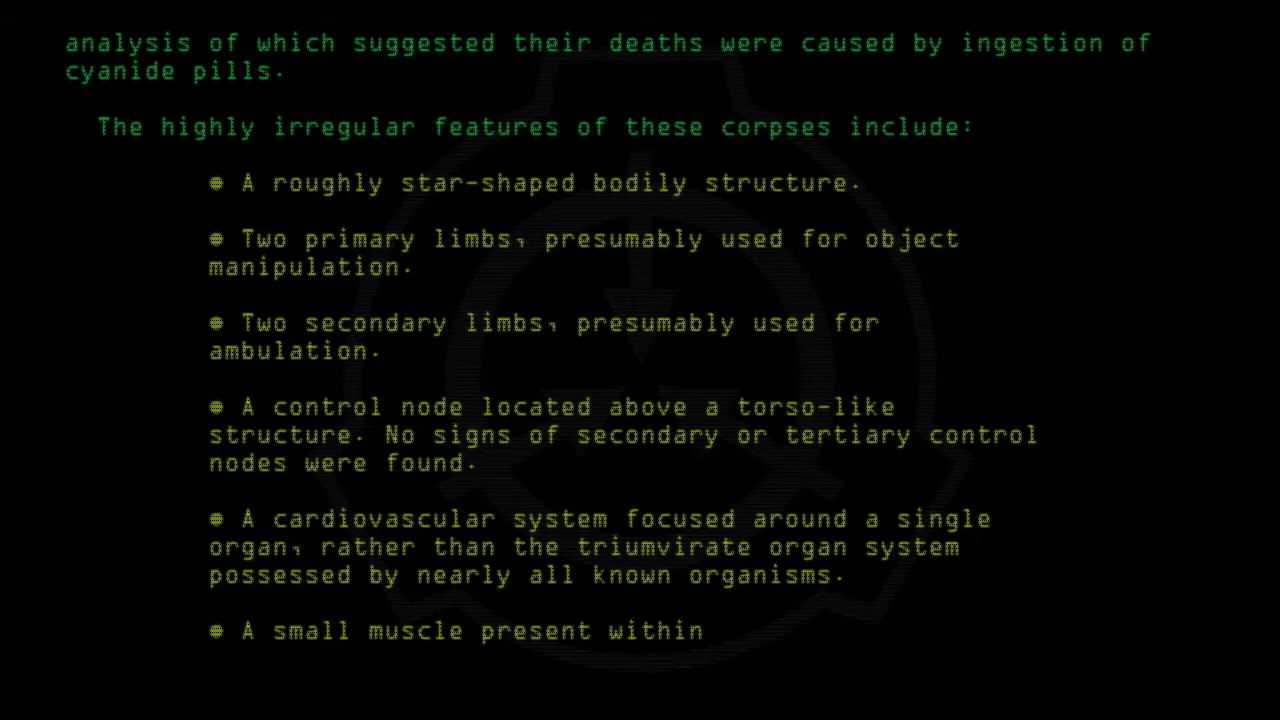 analysis of which suggested their deaths were caused by ingestion of
cyanide pills.
The highly irregular features of these corpses include:
● A roughly star-shaped bodily structure.
● Two primary limbs, presumably used for object
manipulation.
● Two secondary limbs, presumably used for
ambulation.
● A control node located above a torso-like
structure. No signs of secondary or tertiary control
nodes were found.
● A cardiovascular system focused around a single
organ, rather than the triumvirate organ system
possessed by nearly all known organisms.
● A small muscle present within